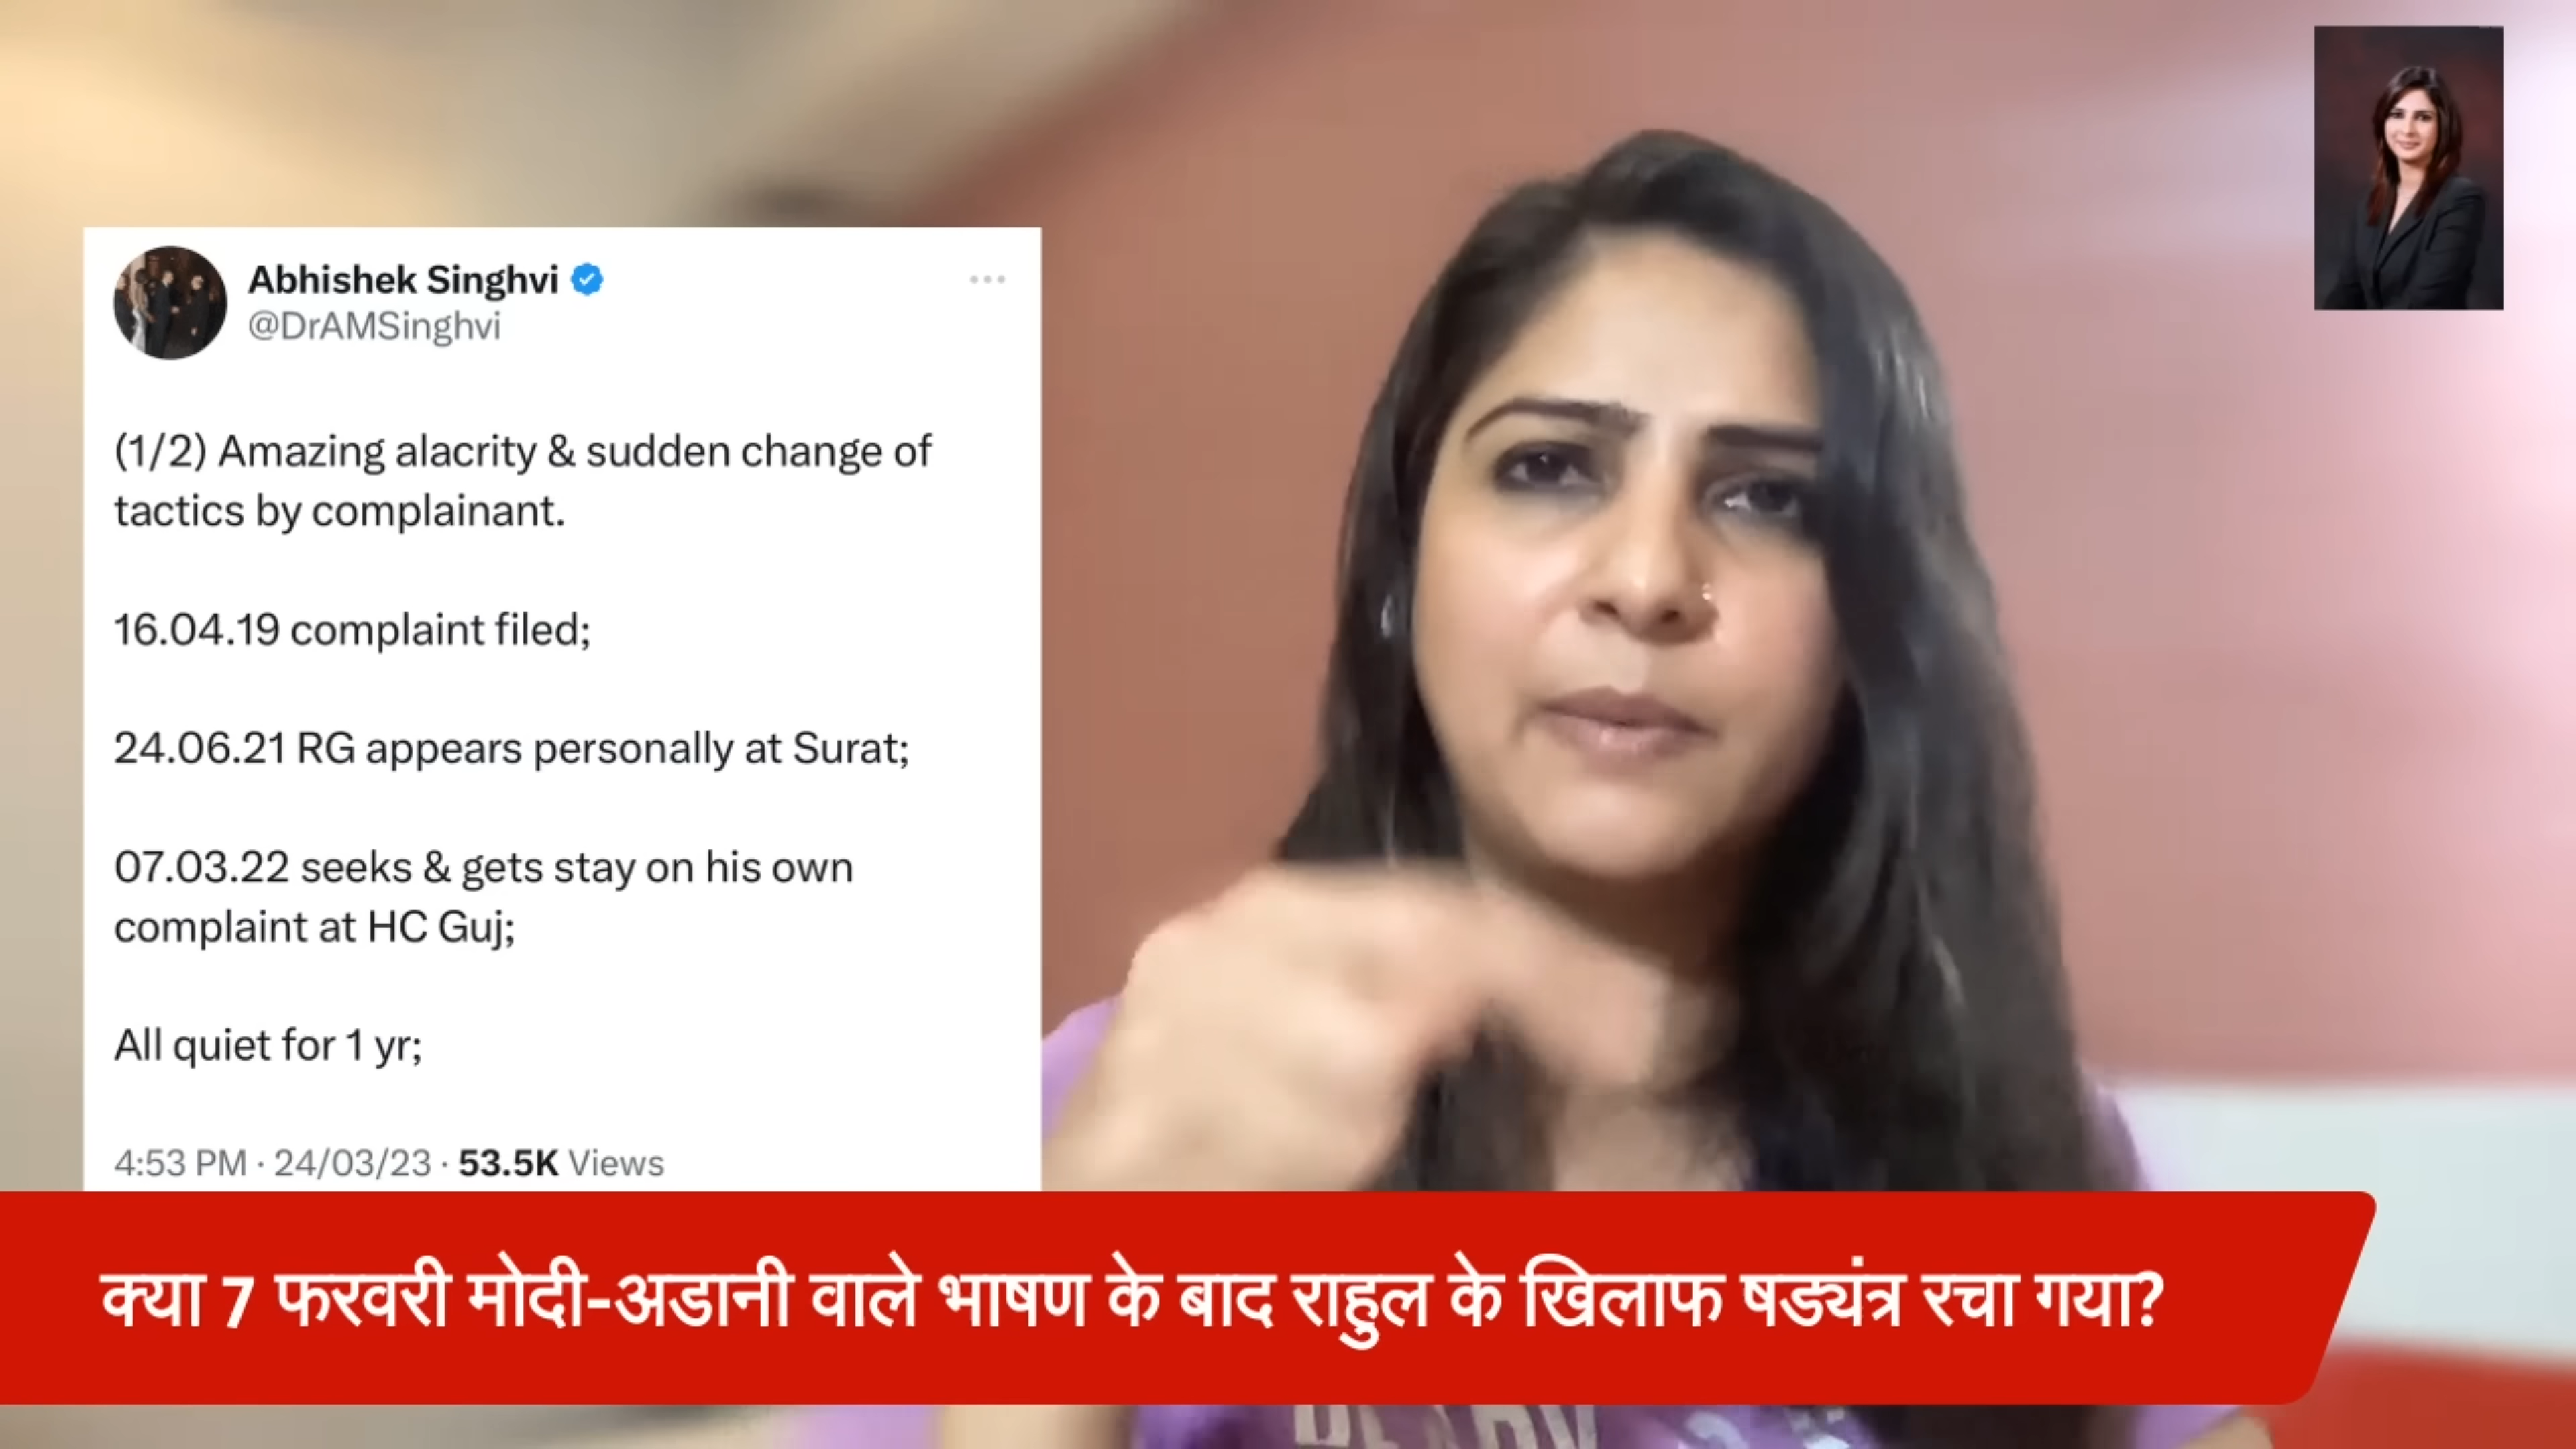 Abhishek Singhvi
@DrAMSinghvi
(1/2) Amazing alacrity & sudden change of
tactics by complainant.
16.04.19 complaint filed;
24.06.21 RG appears personally at Surat;
07.03.22 seeks & gets stay on his own
complaint at HC Guj;
All quiet for 1 yr;
4:53 PM · 24/03/23 · 53.5K Views
क्या 7 फरवरी मोदी-अडानी वाले भाषण के बाद राहुल के खिलाफ षड्यंत्र रचा गया?